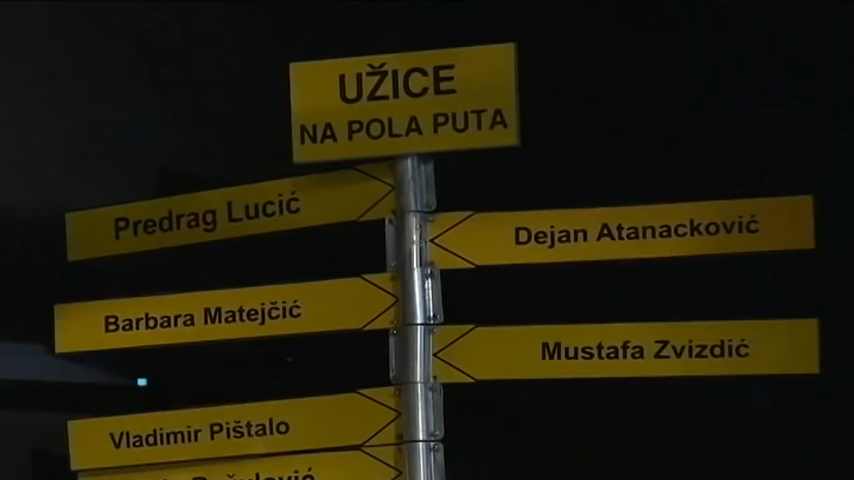 UŽICE
NA POLA PUTA
Predrag Lucić
Dejan Atanacković
Barbara Matejčić
Mustafa Zvizdić
Vladimir Pištalo